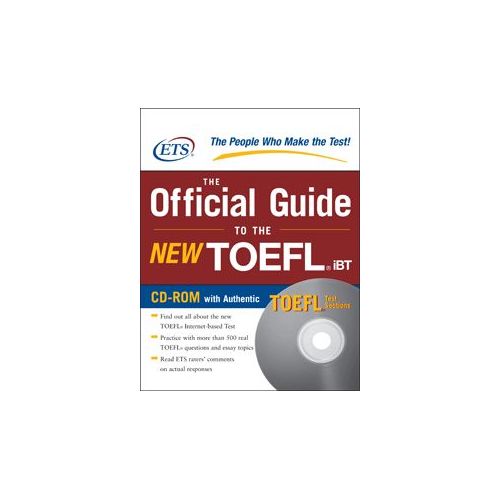 ETS®
The People Who Make the Test!
THE
Official Guide
TO THE
NEW TOEFL® iBT
CD-ROM with Authentic TOEFL Test Sections
Find out all about the new
TOEFL® Internet-based Test
Practice with more than 500 real
TOEFL® questions and essay topics
Read ETS raters' comments
on actual responses